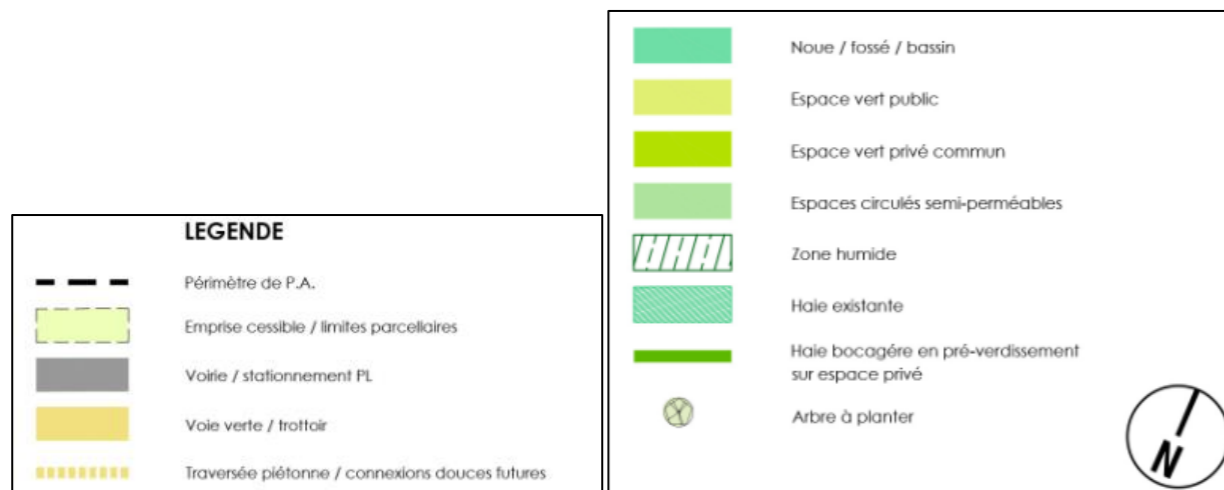 LEGENDE
Périmètre de P.A.
Emprise cessible / limites parcellaires
Voirie / stationnement PL
Voie verte / trottoir
Traversée piétonne / connexions douces futures
Noue / fossé / bassin
Espace vert public
Espace vert privé commun
Espaces circulés semi-perméables
Zone humide
Haie existante
Haie bocagére en pré-verdissement
sur espace privé
Arbre à planter
N